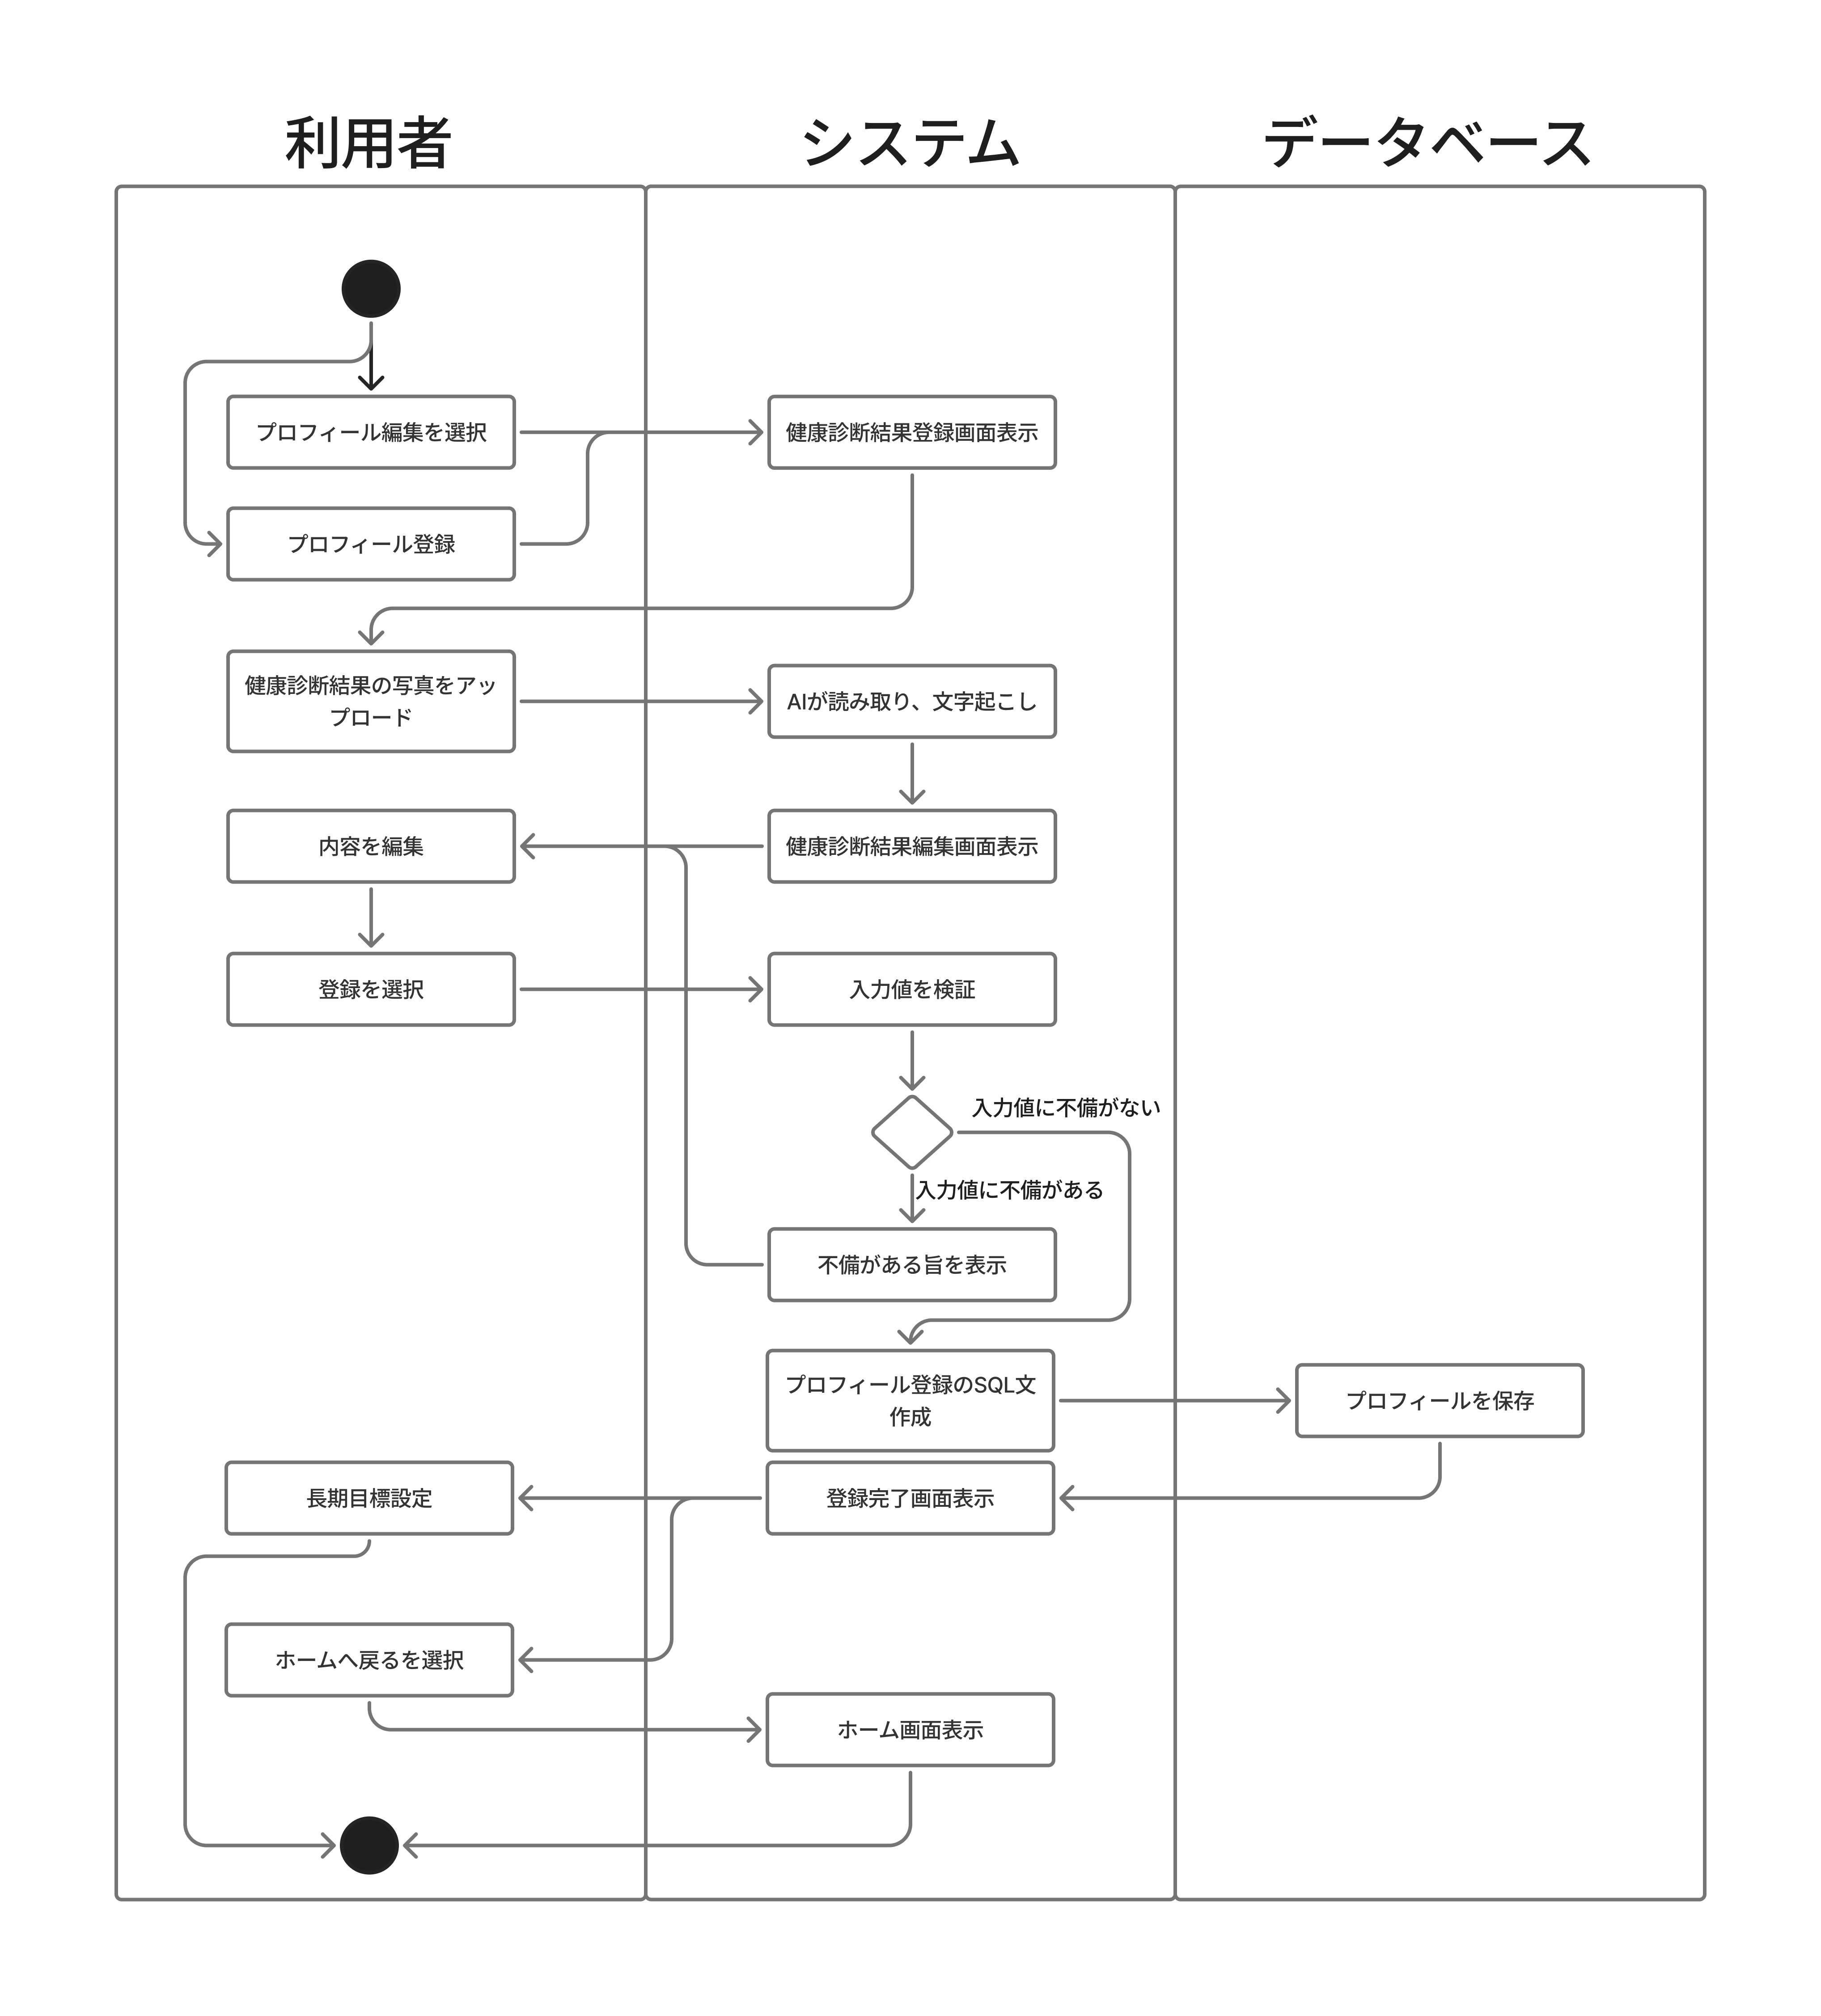 利用者
システム
データベース
プロフィール編集を選択
健康診断結果登録画面表示
プロフィール登録
健康診断結果の写真をアッ
プロード
AIが読み取り、文字起こし
内容を編集
健康診断結果編集画面表示
登録を選択
入力値を検証
入力値に不備がない
入力値に不備がある
不備がある旨を表示
プロフィール登録のSQL文
作成
プロフィールを保存
長期目標設定
登録完了画面表示
ホームへ戻るを選択
ホーム画面表示